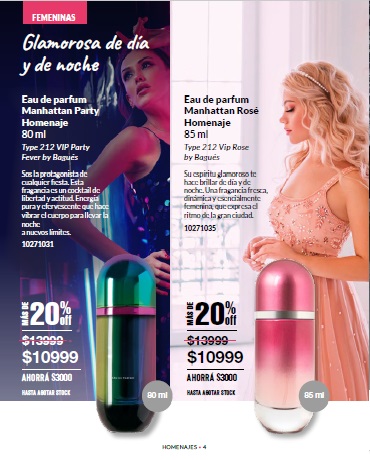 FEMENINAS
Glamorosa de día
y de noche
Eau de parfum
Manhattan Party
Homenaje
80 ml
Type 212 VIP Party
Fever by Bagués
Sos la protagonista de
cualquier fiesta. Esta
fragancia es un cocktail de
libertad y actitud. Energía
pura y efervescente que hace
vibrar el cuerpo para llevar la
noche
a nuevos límites.
10271031
MÁS DE
20%
off
$13999
$10999
AHORRÁ $3000
HASTA AGOTAR STOCK
80 ml
Eau de parfum
Manhattan Rosé
Homenaje
85 ml
Type 212 Vip Rose
by Bagués
Su espíritu glamoroso te
hace brillar de día y de
noche. Una fragancia fresca,
dinámica y esencialmente
femenina, que expresa el
ritmo de la gran ciudad.
10271035
MÁS DE
20%
off
$13999
$10999
AHORRÁ $3000
HASTA AGOTAR STOCK
85 ml
HOMENAJES • 4